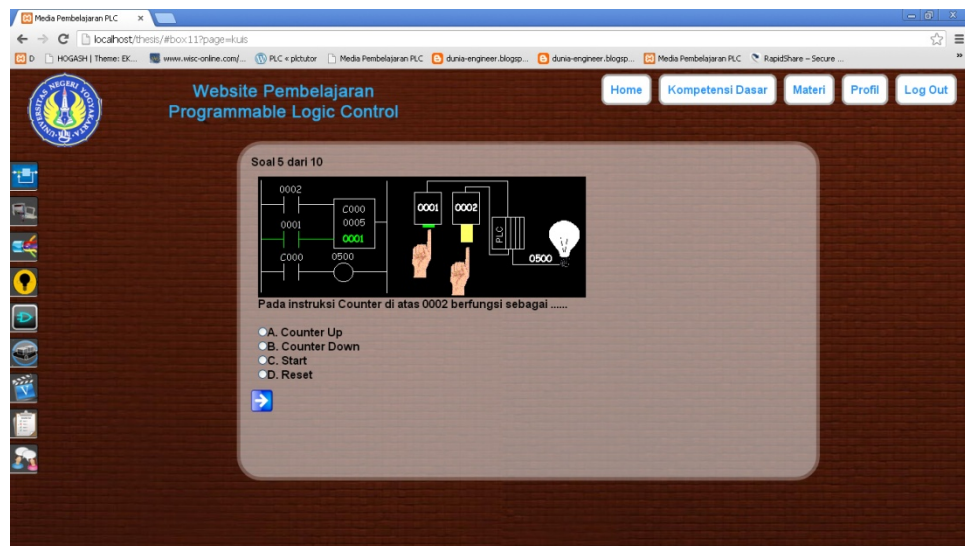 Media Pembelajaran PLC
localhost/thesis/#box11?page=kuis
D HOGASH | Theme: EK... www.wisc-online.com/... PLC « plctutor Media Pembelajaran PLC dunia-engineer.blogsp... dunia-engineer.blogsp... Media Pembelajaran PLC RapidShare – Secure ...
UNIVERSITAS NEGERI YOGYAKARTA
Website Pembelajaran
Programmable Logic Control
Home Kompetensi Dasar Materi Profil Log Out
Soal 5 dari 10
0002
C000
0005
0001
0001
C000 0500
0001 0002
PLC
0500
Pada instruksi Counter di atas 0002 berfungsi sebagai ......
A. Counter Up
B. Counter Down
C. Start
D. Reset